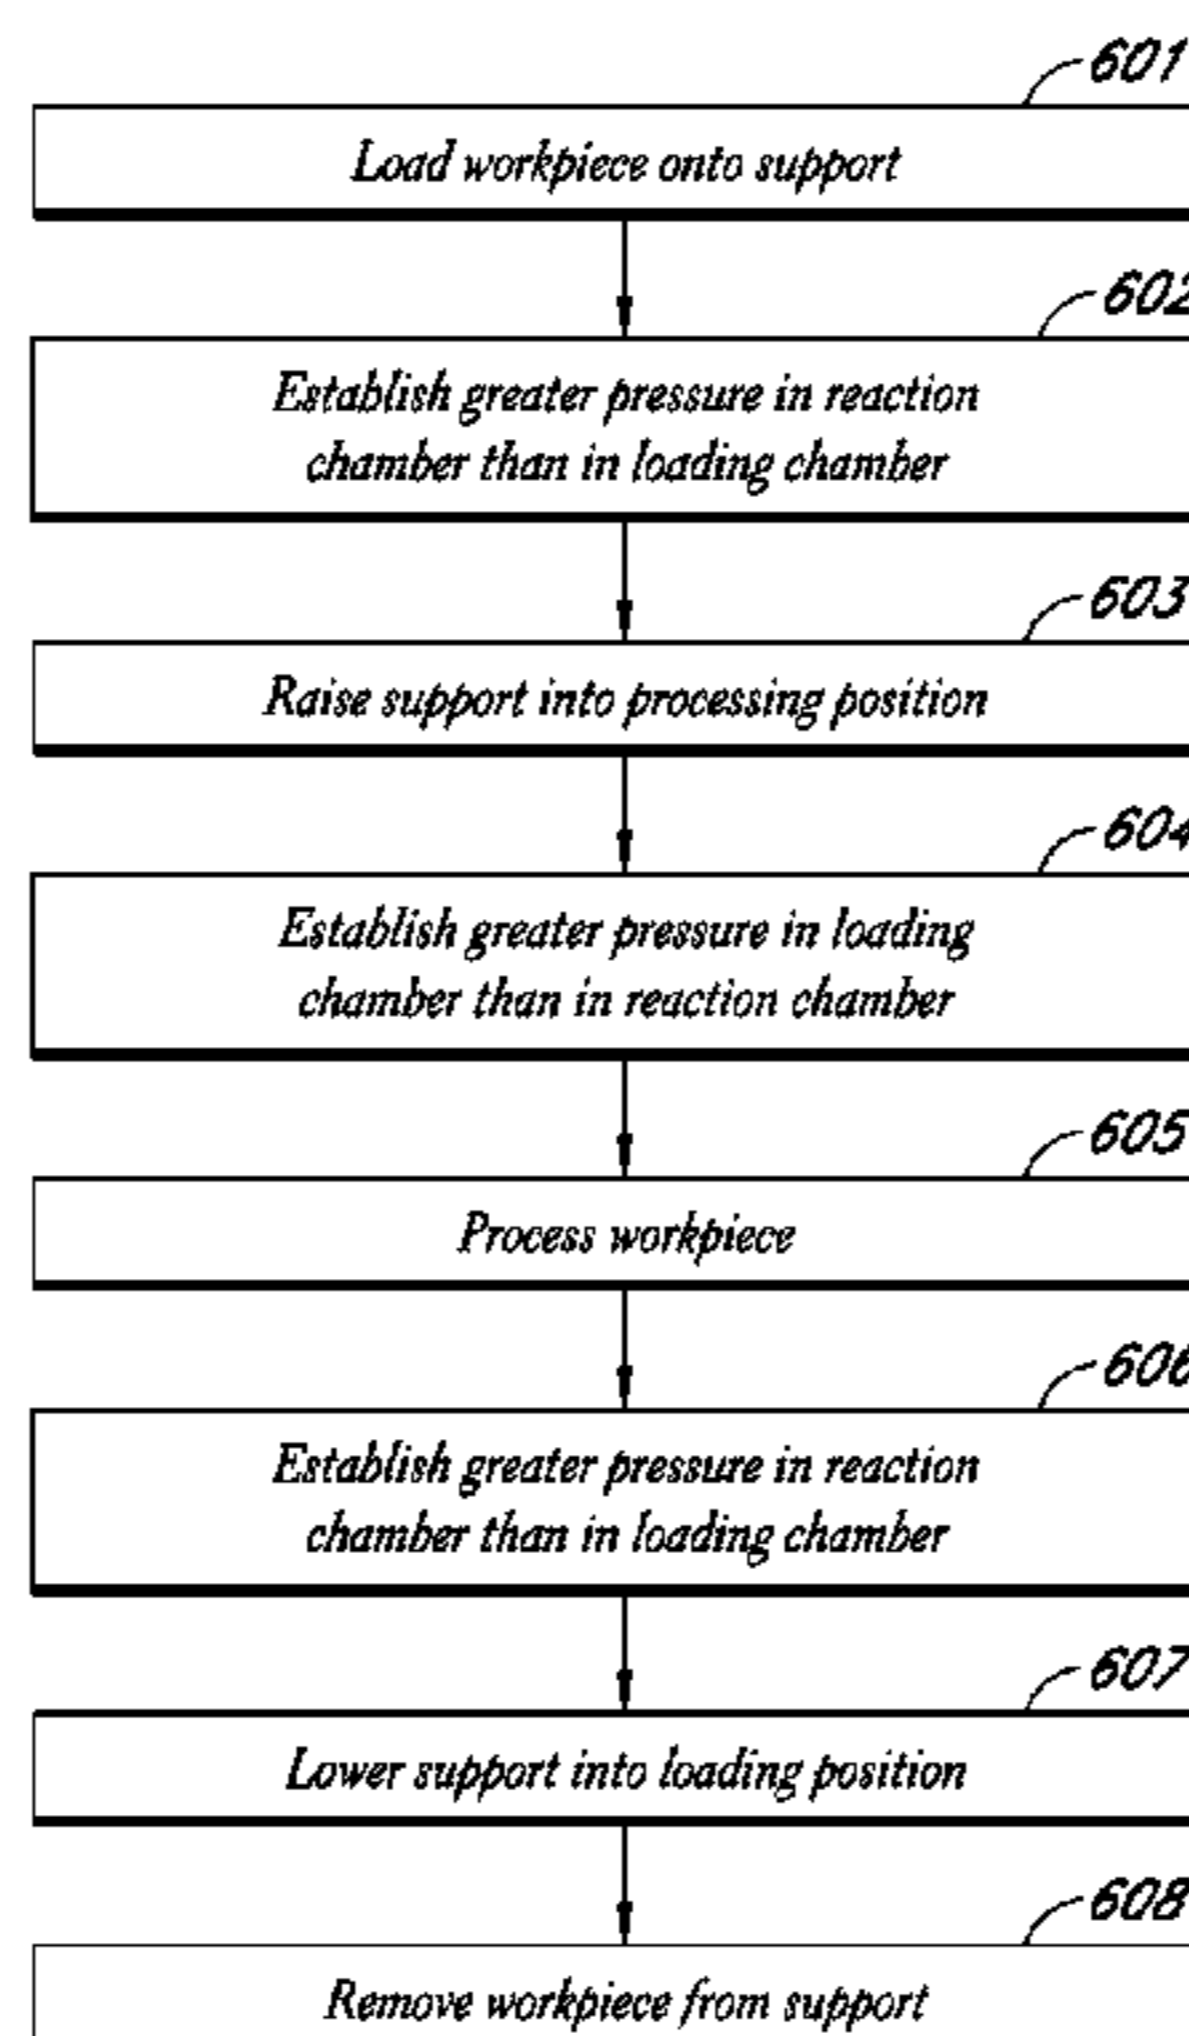 601
Load workpiece onto support
602
Establish greater pressure in reaction
chamber than in loading chamber
603
Raise support into processing position
604
Establish greater pressure in loading
chamber than in reaction chamber
605
Process workpiece
606
Establish greater pressure in reaction
chamber than in loading chamber
607
Lower support into loading position
608
Remove workpiece from support